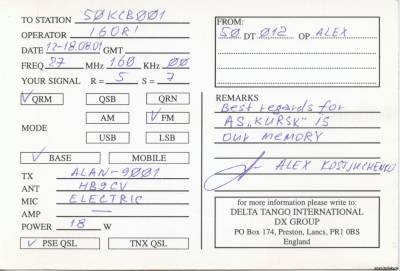 TO STATION 50KCB001
OPERATOR IGOR!
DATE 12-18.08.01 GMT
FREQ 27 MHz 160 KHz 00
YOUR SIGNAL R = 5 S = 7
QRM QSB QRN
AM FM
MODE
USB LSB
BASE MOBILE
TX ALAN-9001
ANT HB9CV
MIC ELECTRIC
AMP —
POWER 18 W
PSE QSL TNX QSL
FROM:
50 DT 012 OP ALEX
REMARKS
Best regards for
AS „KURSK" IS
OUR MEMORY
ALEX
for more information please write to:
DELTA TANGO INTERNATIONAL
DX GROUP
PO Box 174, Preston, Lancs, PR1 0BS
England